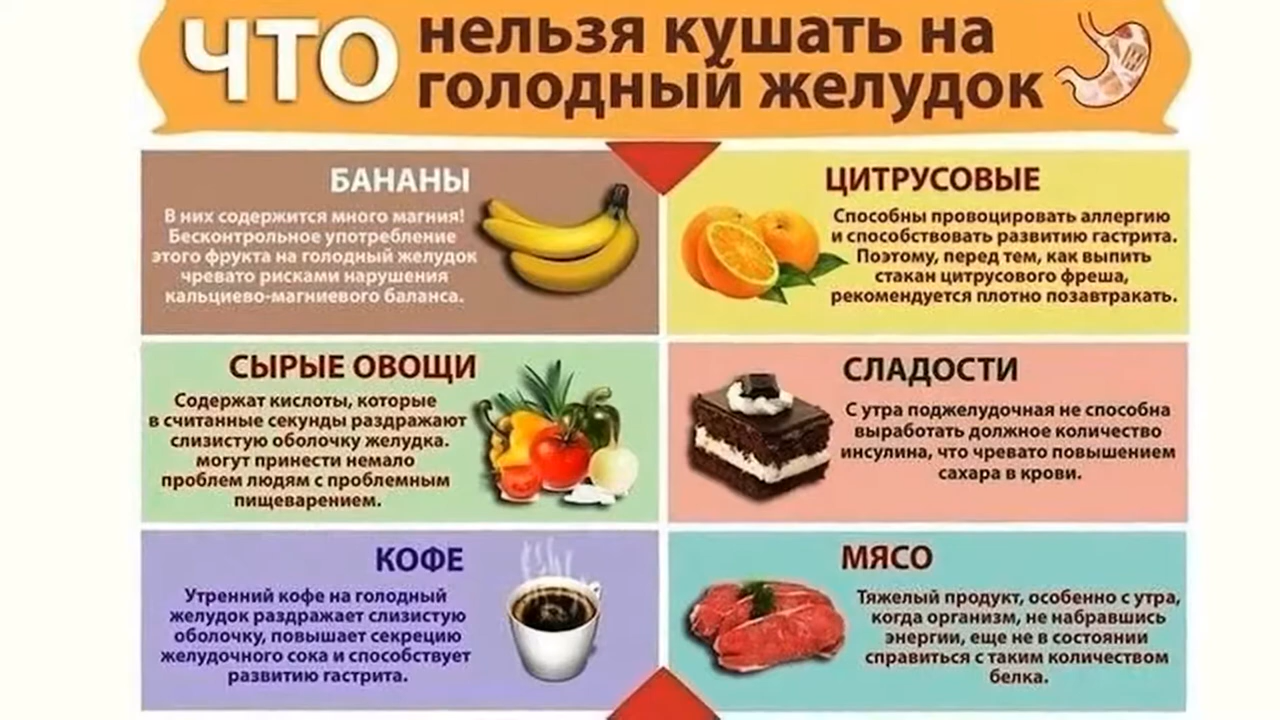 ЧТО нельзя кушать на
голодный желудок
БАНАНЫ
В них содержится много магния!
Бесконтрольное употребление
этого фрукта на голодный желудок
чревато рисками нарушения
кальциево-магниевого баланса.
ЦИТРУСОВЫЕ
Способны провоцировать аллергию
и способствовать развитию гастрита.
Поэтому, перед тем, как выпить
стакан цитрусового фреша,
рекомендуется плотно позавтракать.
СЫРЫЕ ОВОЩИ
Содержат кислоты, которые
в считанные секунды раздражают
слизистую оболочку желудка.
могут принести немало
проблем людям с проблемным
пищеварением.
СЛАДОСТИ
С утра поджелудочная не способна
выработать должное количество
инсулина, что чревато повышением
сахара в крови.
КОФЕ
Утренний кофе на голодный
желудок раздражает слизистую
оболочку, повышает секрецию
желудочного сока и способствует
развитию гастрита.
МЯСО
Тяжелый продукт, особенно с утра,
когда организм, не набравшись
энергии, еще не в состоянии
справиться с таким количеством
белка.